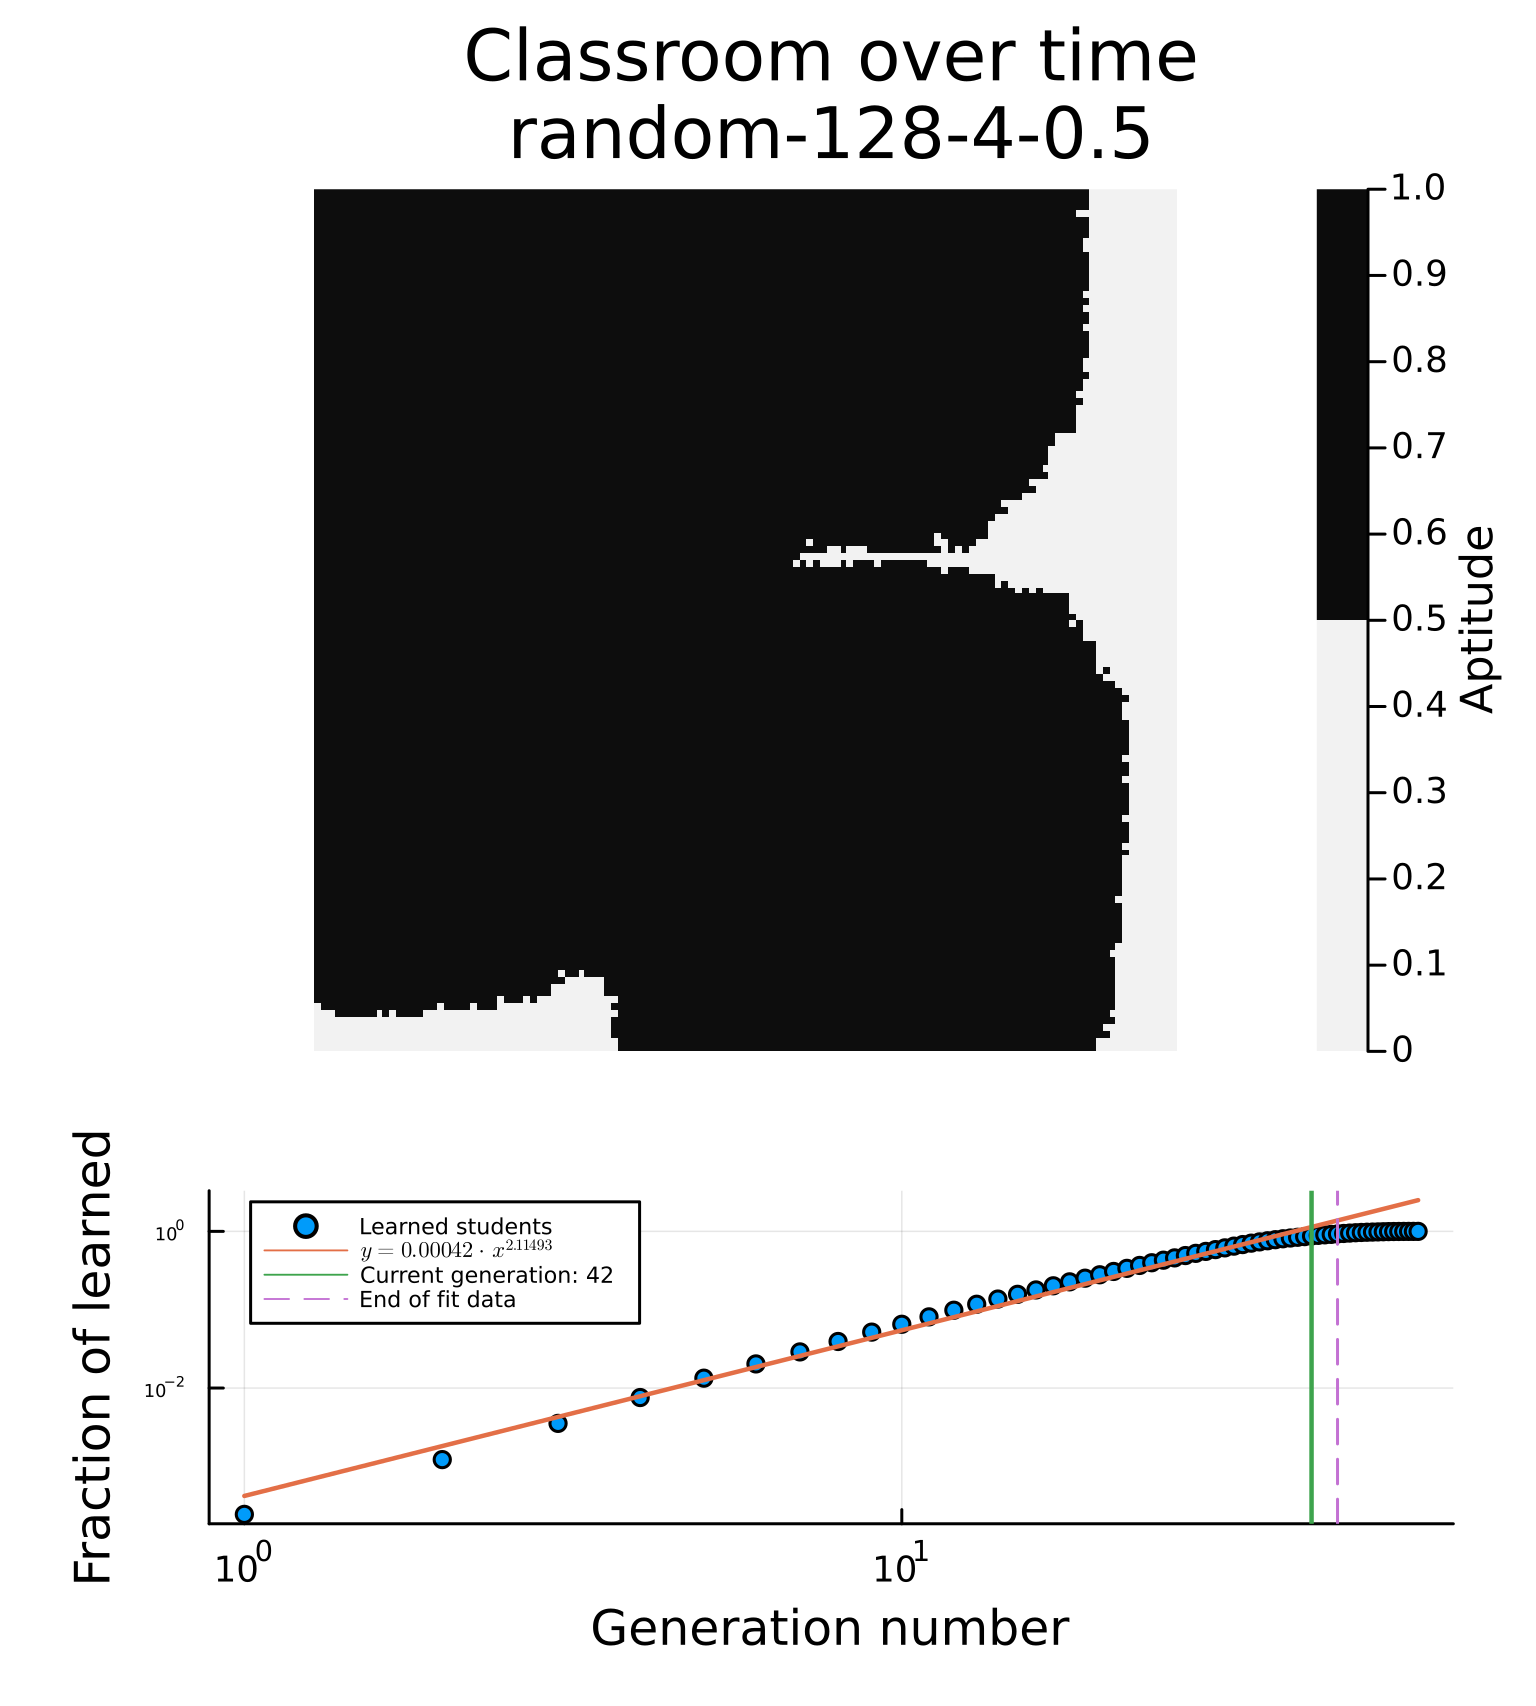 Classroom over time
random-128-4-0.5
1.0
0.9
0.8
0.7
0.6
0.5
0.4
0.3
0.2
0.1
0
Aptitude
Fraction of learned
10^0
10^-2
Learned students
y = 0.00042 · x^2.11493
Current generation: 42
End of fit data
10^0
10^1
Generation number